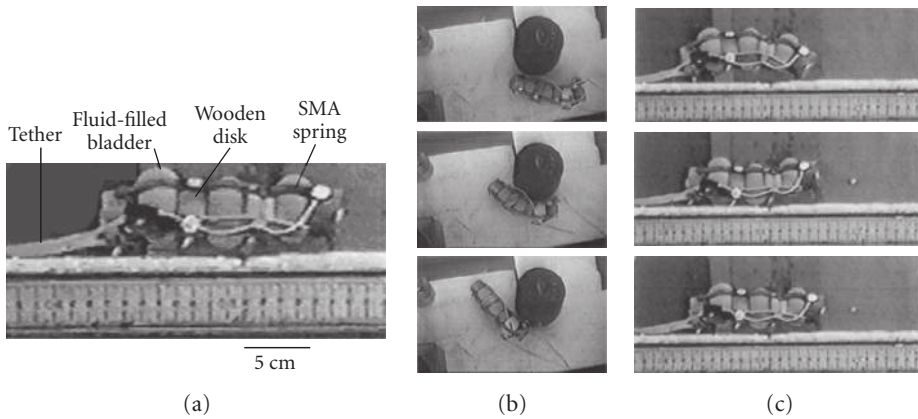 Tether
Fluid-filled
bladder
Wooden
disk
SMA
spring
5 cm
(a)
(b)
(c)